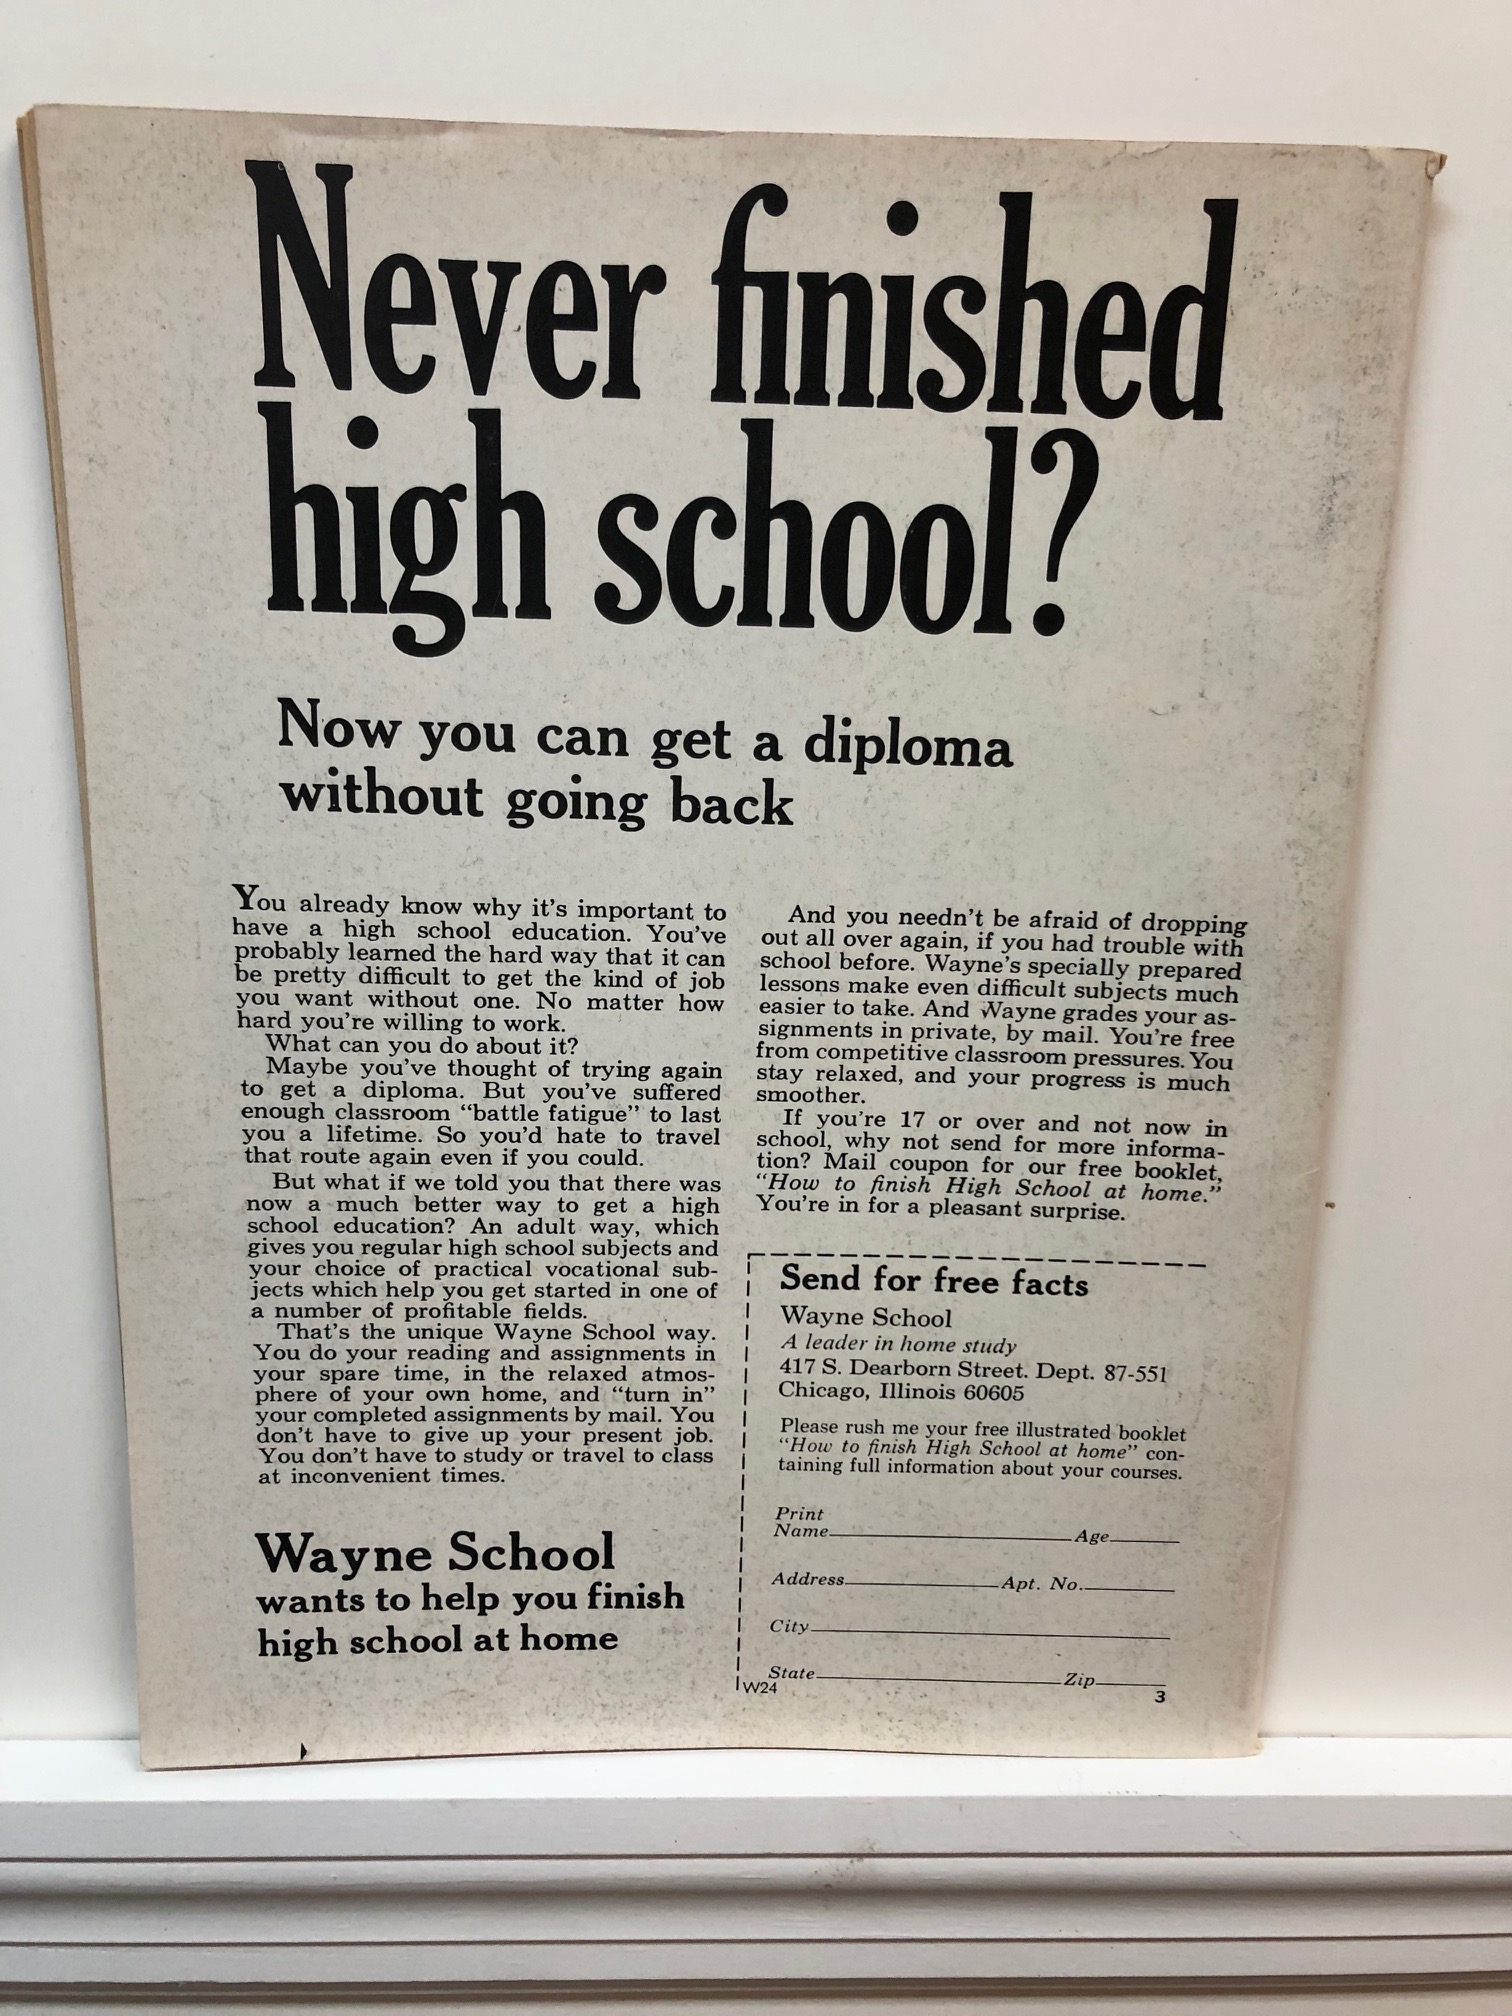 Never finished
high school?
Now you can get a diploma
without going back
You already know why it's important to
have a high school education. You've
probably learned the hard way that it can
be pretty difficult to get the kind of job
you want without one. No matter how
hard you're willing to work.
What can you do about it?
Maybe you've thought of trying again
to get a diploma. But you've suffered
enough classroom “battle fatigue” to last
you a lifetime. So you'd hate to travel
that route again even if you could.
But what if we told you that there was
now a much better way to get a high
school education? An adult way, which
gives you regular high school subjects and
your choice of practical vocational sub-
jects which help you get started in one of
a number of profitable fields.
That's the unique Wayne School way.
You do your reading and assignments in
your spare time, in the relaxed atmos-
phere of your own home, and “turn in”
your completed assignments by mail. You
don't have to give up your present job.
You don't have to study or travel to class
at inconvenient times.
Wayne School
wants to help you finish
high school at home
And you needn't be afraid of dropping
out all over again, if you had trouble with
school before. Wayne's specially prepared
lessons make even difficult subjects much
easier to take. And Wayne grades your as-
signments in private, by mail. You're free
from competitive classroom pressures. You
stay relaxed, and your progress is much
smoother.
If you're 17 or over and not now in
school, why not send for more informa-
tion? Mail coupon for our free booklet,
“How to finish High School at home.”
You're in for a pleasant surprise.
Send for free facts
Wayne School
A leader in home study
417 S. Dearborn Street. Dept. 87-551
Chicago, Illinois 60605
Please rush me your free illustrated booklet
“How to finish High School at home” con-
taining full information about your courses.
Print
Name Age
Address Apt. No.
City
State Zip
W24 3